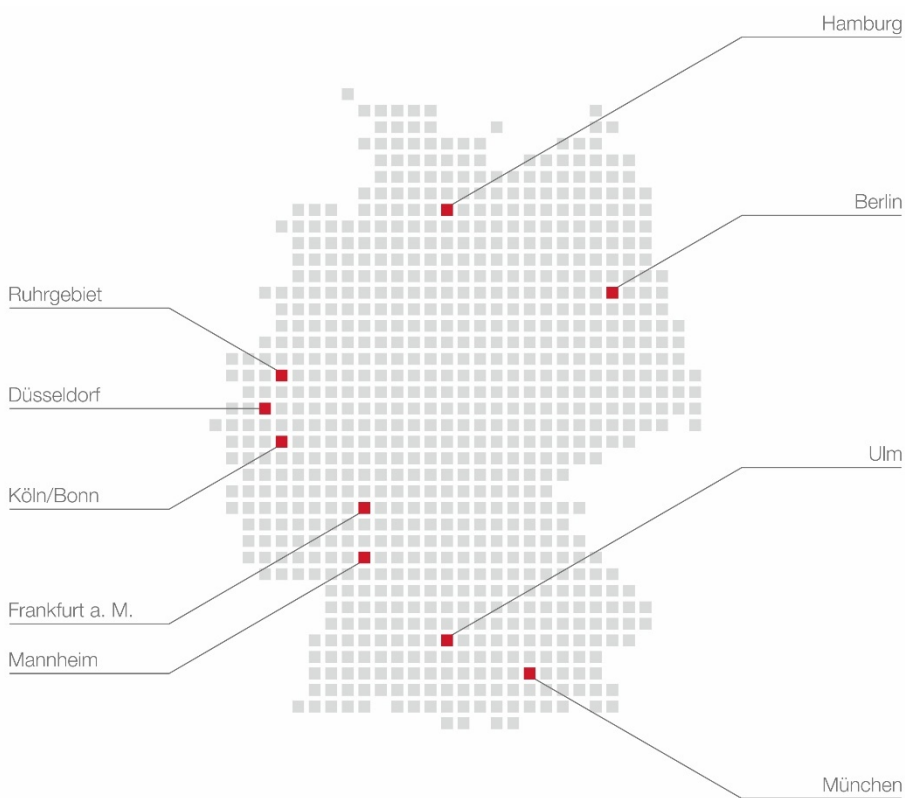 Hamburg
Berlin
Ruhrgebiet
Düsseldorf
Ulm
Köln/Bonn
Frankfurt a. M.
Mannheim
München